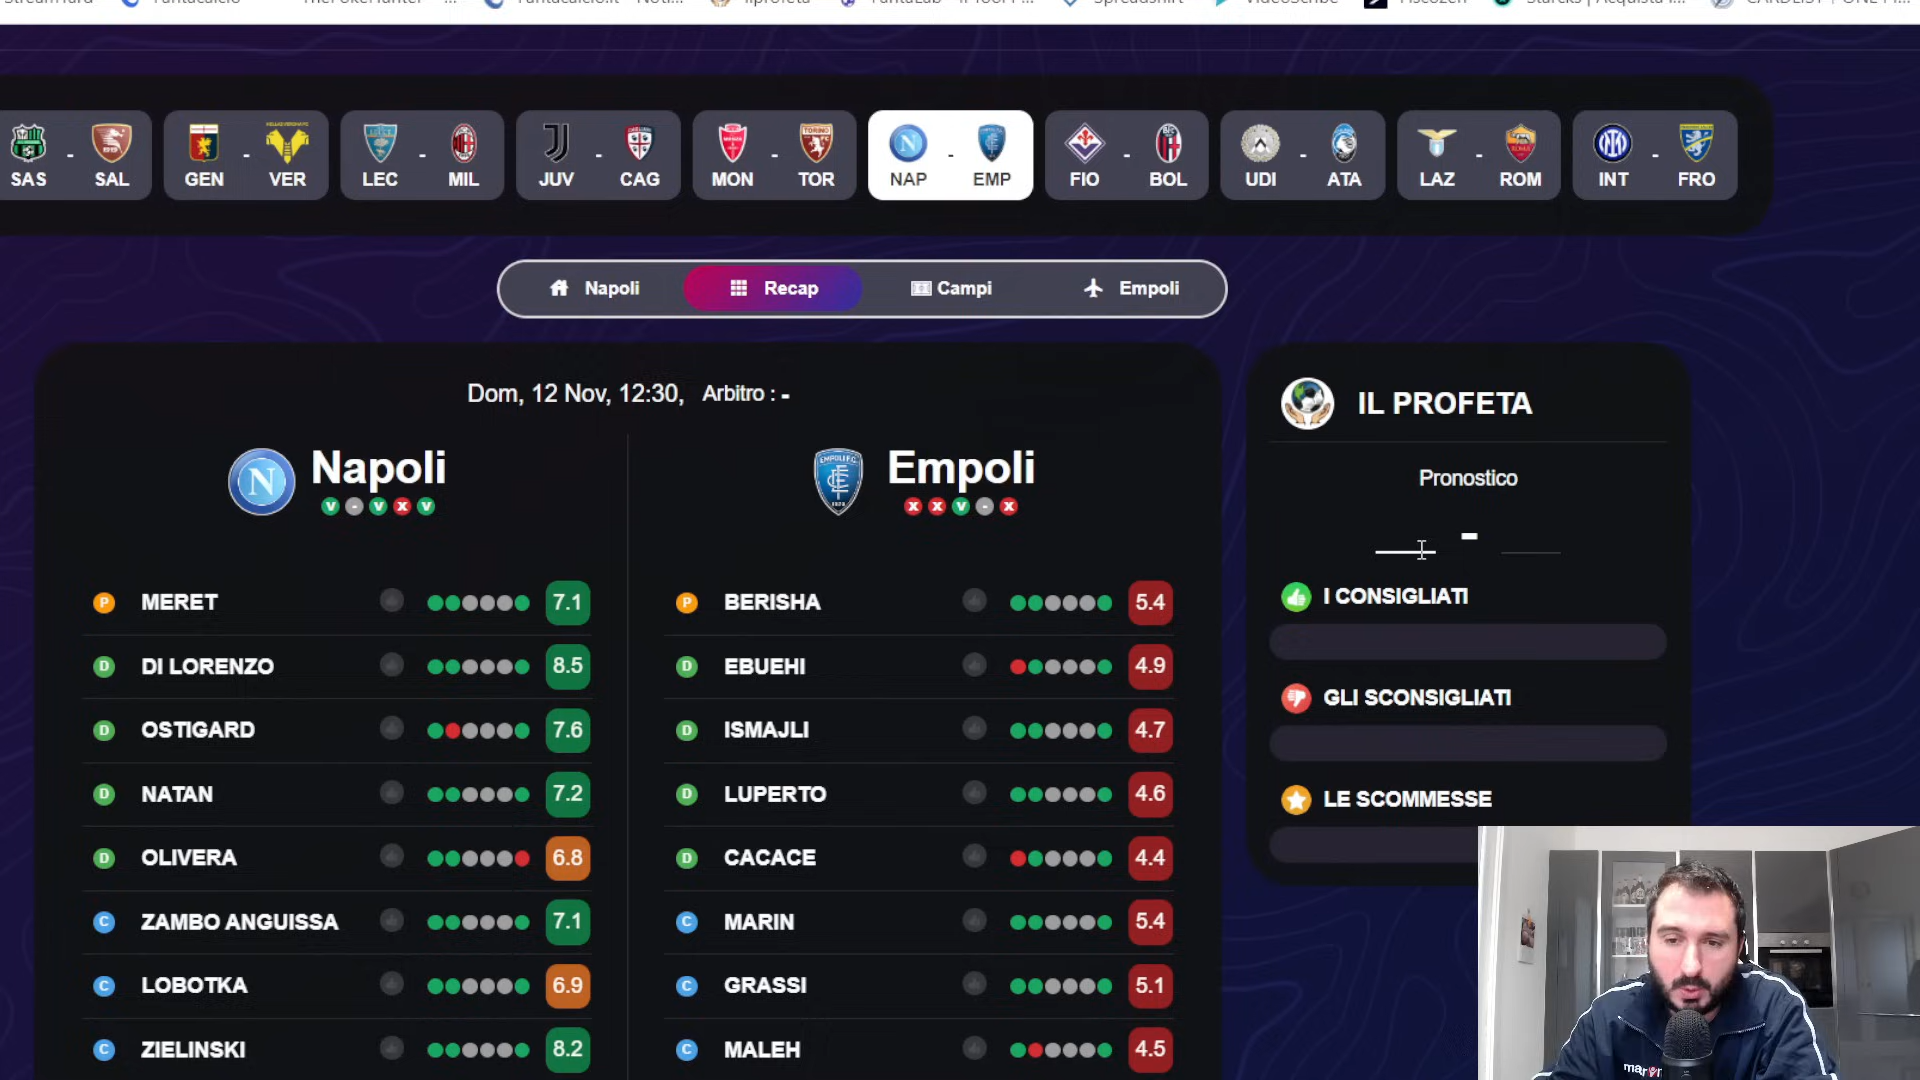 SAS - SAL
GEN - VER
LEC - MIL
JUV - CAG
MON - TOR
NAP - EMP
FIO - BOL
UDI - ATA
LAZ - ROM
INT - FRO
Napoli
Recap
Campi
Empoli
Dom, 12 Nov, 12:30, Arbitro : -
Napoli
V - V X V
P MERET 7.1
D DI LORENZO 8.5
D OSTIGARD 7.6
D NATAN 7.2
D OLIVERA 6.8
C ZAMBO ANGUISSA 7.1
C LOBOTKA 6.9
C ZIELINSKI 8.2
Empoli
X X V - X
P BERISHA 5.4
D EBUEHI 4.9
D ISMAJLI 4.7
D LUPERTO 4.6
D CACACE 4.4
C MARIN 5.4
C GRASSI 5.1
C MALEH 4.5
IL PROFETA
Pronostico
-
I CONSIGLIATI
GLI SCONSIGLIATI
LE SCOMMESSE